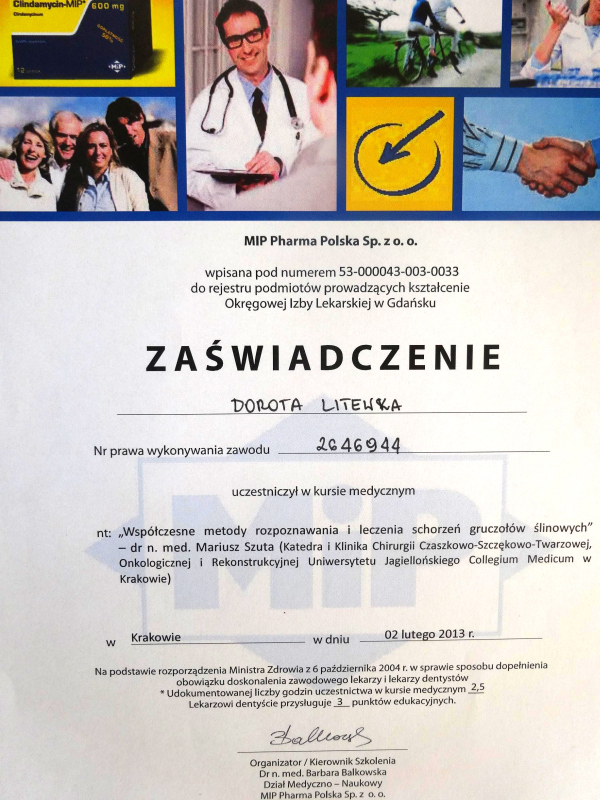 Clindamycin-MIP® 600 mg
Clindamycinum
MIP
MIP Pharma Polska Sp. z o. o.
wpisana pod numerem 53-000043-003-0033
do rejestru podmiotów prowadzących kształcenie
Okręgowej Izby Lekarskiej w Gdańsku
ZAŚWIADCZENIE
DOROTA LITEWKA
Nr prawa wykonywania zawodu 2646944
uczestniczył w kursie medycznym
nt: „Współczesne metody rozpoznawania i leczenia schorzeń gruczołów ślinowych”
– dr n. med. Mariusz Szuta (Katedra i Klinika Chirurgii Czaszkowo-Szczękowo-Twarzowej,
Onkologicznej i Rekonstrukcyjnej Uniwersytetu Jagiellońskiego Collegium Medicum w
Krakowie)
MiP
w Krakowie w dniu 02 lutego 2013 r.
Na podstawie rozporządzenia Ministra Zdrowia z 6 października 2004 r. w sprawie sposobu dopełnienia
obowiązku doskonalenia zawodowego lekarzy i lekarzy dentystów
* Udokumentowanej liczby godzin uczestnictwa w kursie medycznym 2,5
Lekarzowi dentyście przysługuje 3 punktów edukacyjnych.
Organizator / Kierownik Szkolenia
Dr n. med. Barbara Balkowska
Dział Medyczno – Naukowy
MIP Pharma Polska Sp. z o. o.